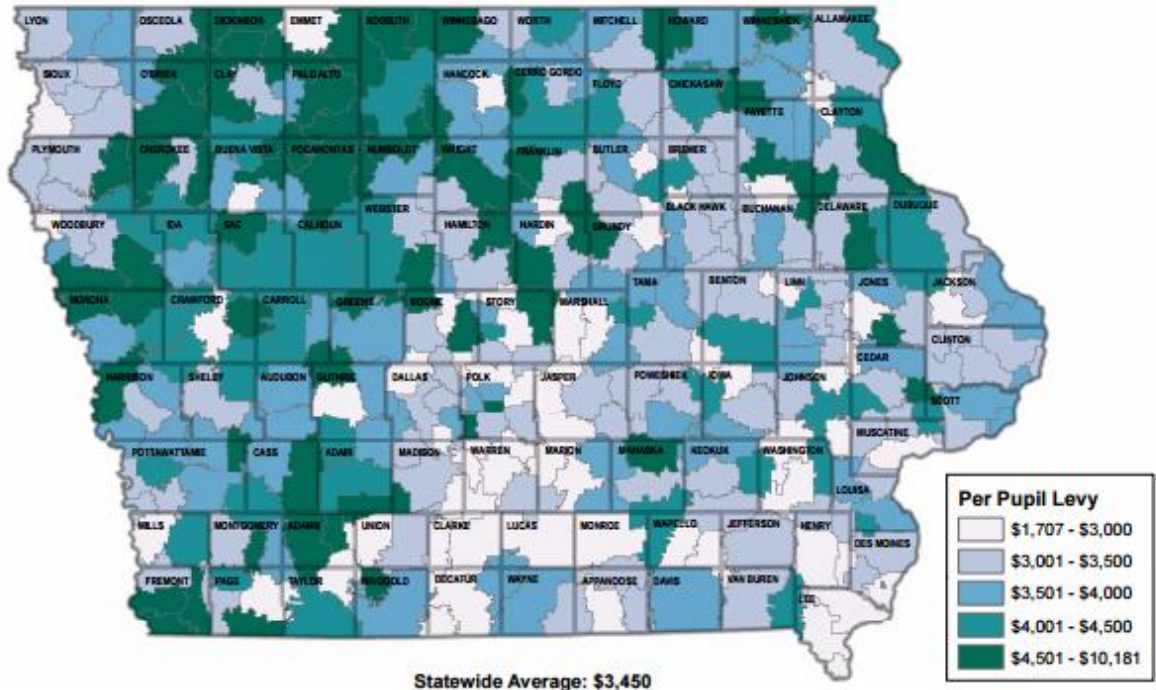 LYON OSCEOLA DICKINSON EMMET KOSSUTH WINNEBAGO WORTH MITCHELL HOWARD WINNESHIEK ALLAMAKEE
SIOUX O'BRIEN CLAY PALO ALTO HANCOCK CERRO GORDO FLOYD CHICKASAW
FAYETTE CLAYTON
PLYMOUTH CHEROKEE BUENA VISTA POCAHONTAS HUMBOLDT WRIGHT FRANKLIN BUTLER BREMER
WOODBURY IDA SAC CALHOUN WEBSTER HAMILTON HARDIN GRUNDY BLACK HAWK BUCHANAN DELAWARE DUBUQUE
TAMA BENTON LINN JONES JACKSON
MONONA CRAWFORD CARROLL GREENE BOONE STORY MARSHALL
CLINTON
CEDAR
HARRISON SHELBY AUDUBON GUTHRIE DALLAS POLK JASPER POWESHIEK IOWA JOHNSON
SCOTT
MUSCATINE
POTTAWATTAMIE CASS ADAIR MADISON WARREN MARION MAHASKA KEOKUK WASHINGTON
LOUISA
MILLS MONTGOMERY ADAMS UNION CLARKE LUCAS MONROE WAPELLO JEFFERSON HENRY
DES MOINES
FREMONT PAGE TAYLOR RINGGOLD DECATUR WAYNE APPANOOSE DAVIS VAN BUREN
LEE
Per Pupil Levy
$1,707 - $3,000
$3,001 - $3,500
$3,501 - $4,000
$4,001 - $4,500
$4,501 - $10,181
Statewide Average: $3,450